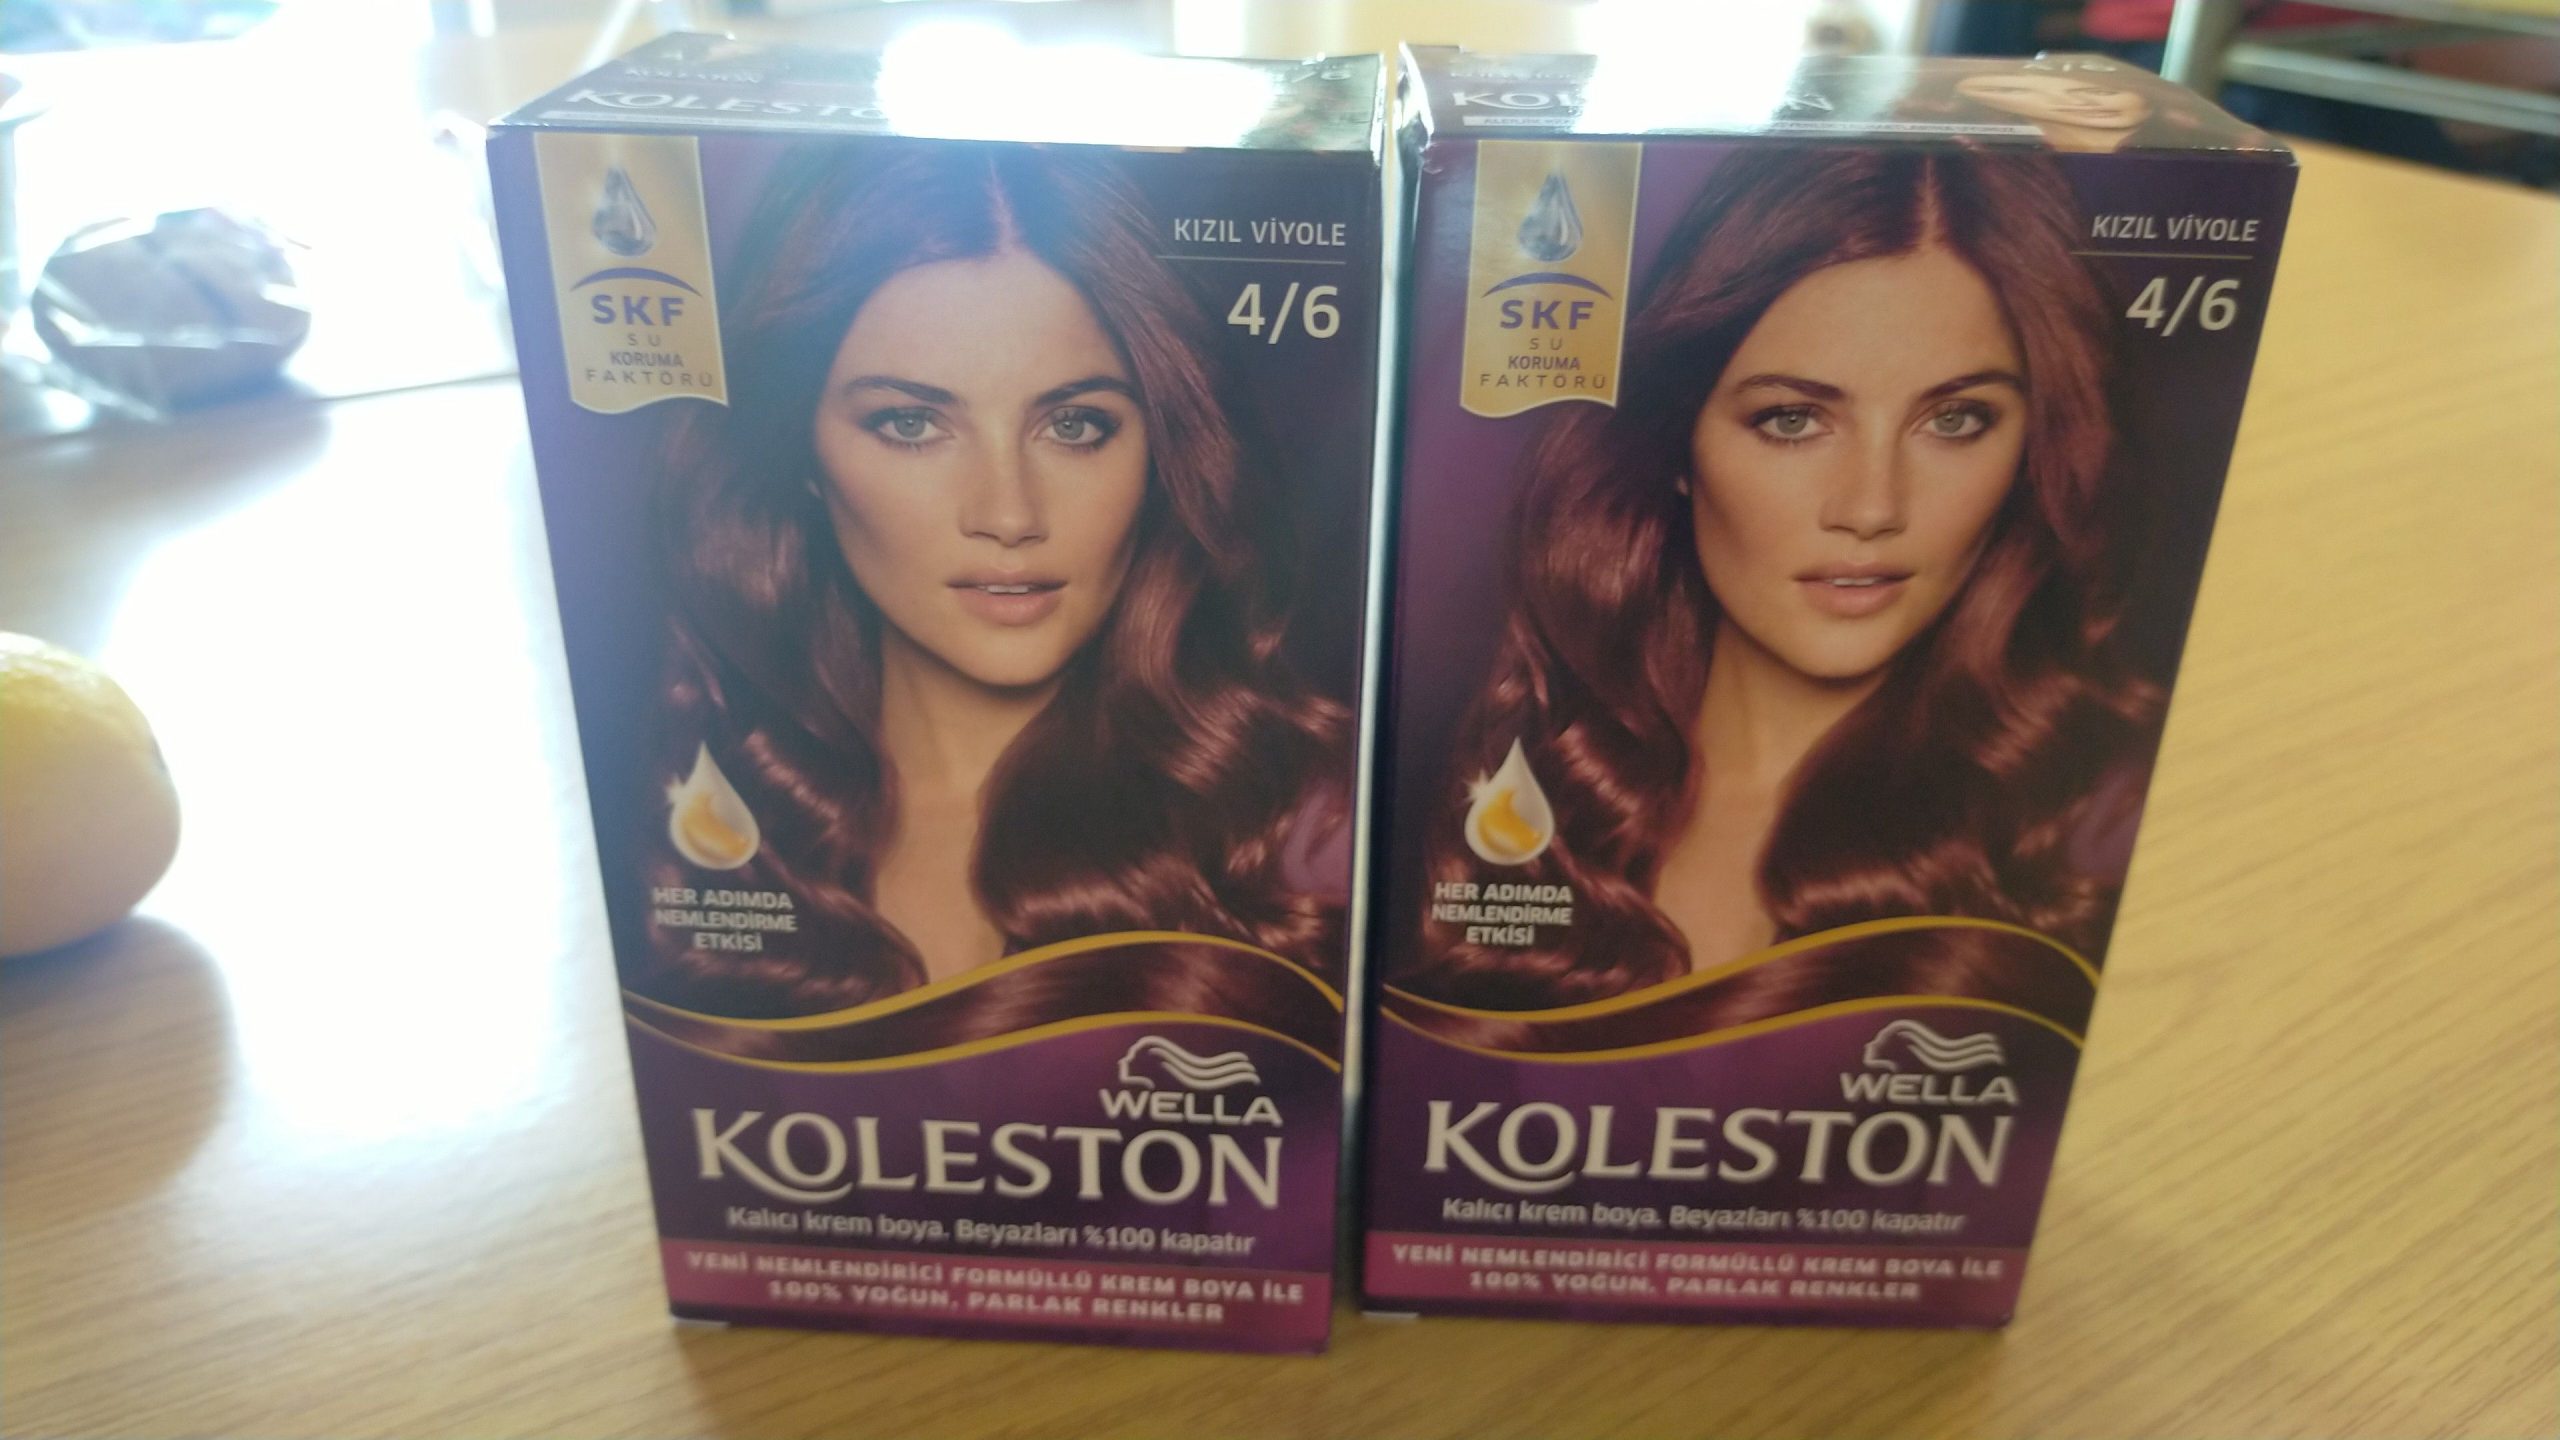 KOLESTON
KIZIL VİYOLE
4/6
SKF
SU
KORUMA
FAKTÖRÜ
HER ADIMDA
NEMLENDİRME
ETKİSİ
WELLA
KOLESTON
Kalıcı krem boya. Beyazları %100 kapatır
YENİ NEMLENDİRİCİ FORMÜLLÜ KREM BOYA İLE
100% YOĞUN, PARLAK RENKLER
KIZIL VİYOLE
4/6
SKF
SU
KORUMA
FAKTÖRÜ
HER ADIMDA
NEMLENDİRME
ETKİSİ
WELLA
KOLESTON
Kalıcı krem boya. Beyazları %100 kapatır
YENİ NEMLENDİRİCİ FORMÜLLÜ KREM BOYA İLE
100% YOĞUN, PARLAK RENKLER